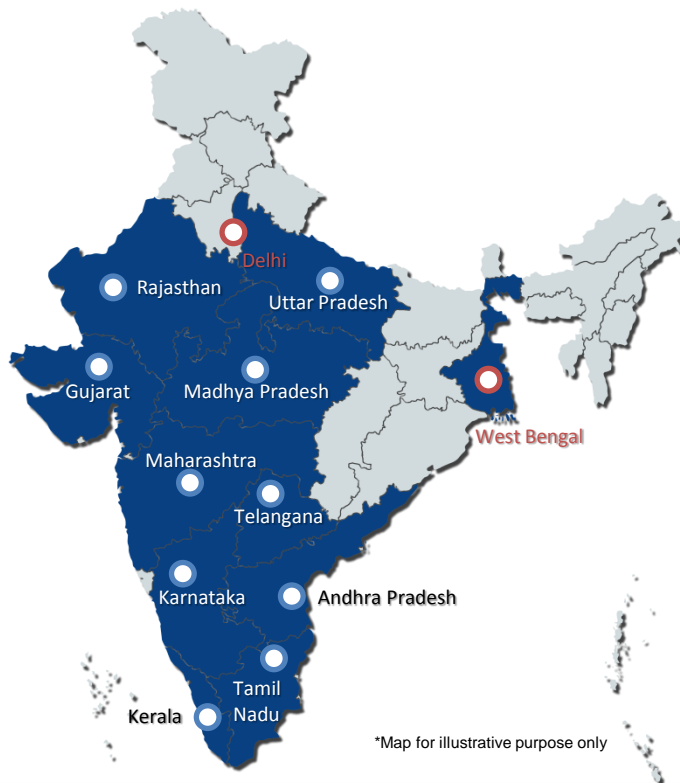 Delhi
Rajasthan
Uttar Pradesh
Gujarat
Madhya Pradesh
West Bengal
Maharashtra
Telangana
Karnataka
Andhra Pradesh
Tamil
Nadu
Kerala
*Map for illustrative purpose only